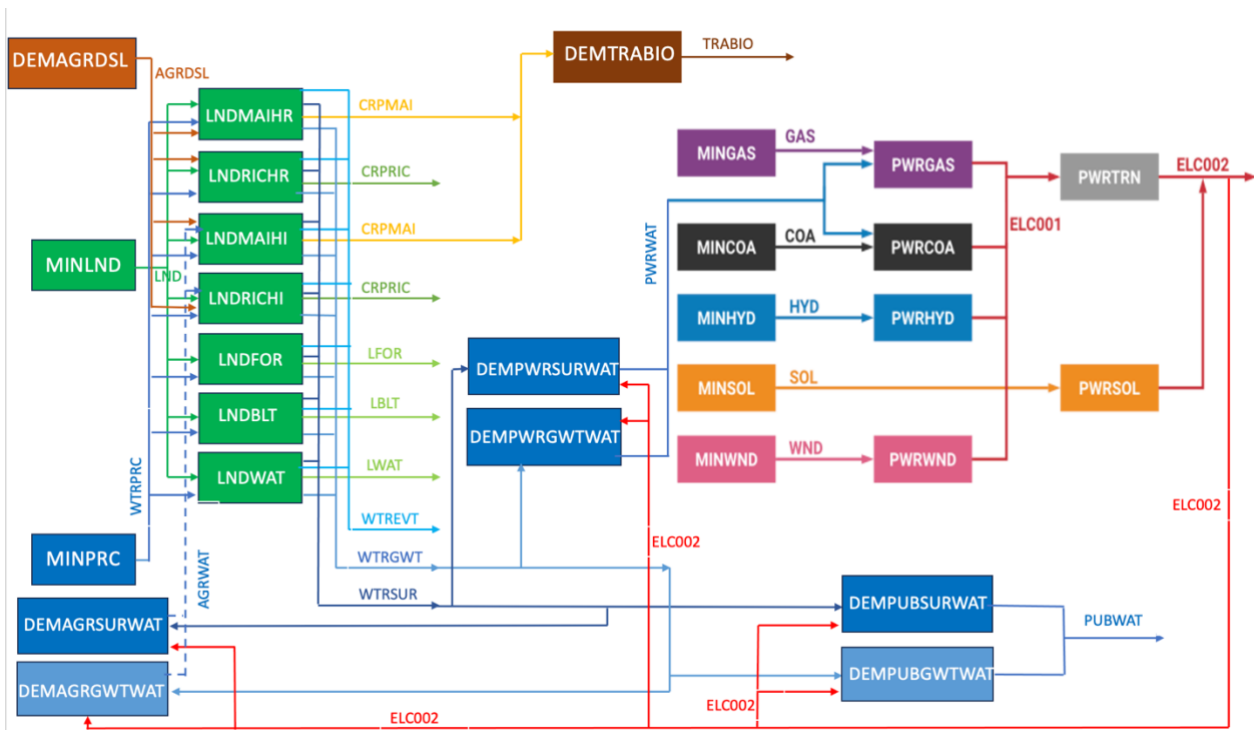 DEMAGRDSL
AGRDSL
DEMTRABIO
TRABIO
LNDMAIHR
CRPMAI
LNDRICHR
CRPRIC
LNDMAIHI
CRPMAI
MINLND
LND
LNDRICHI
CRPRIC
LNDFOR
LFOR
LNDBLT
LBLT
LNDWAT
LWAT
WTRPRC
MINPRC
WTREVT
WTRGWT
WTRSUR
AGRWAT
DEMAGRSURWAT
DEMAGRGWTWAT
DEMPWRSURWAT
DEMPWRGWTWAT
PWRWAT
MINGAS
GAS
PWRGAS
MINCOA
COA
PWRCOA
MINHYD
HYD
PWRHYD
MINSOL
SOL
PWRSOL
MINWND
WND
PWRWND
ELC001
PWRTRN
ELC002
ELC002
ELC002
DEMPUBSURWAT
PUBWAT
DEMPUBGWTWAT
ELC002
ELC002